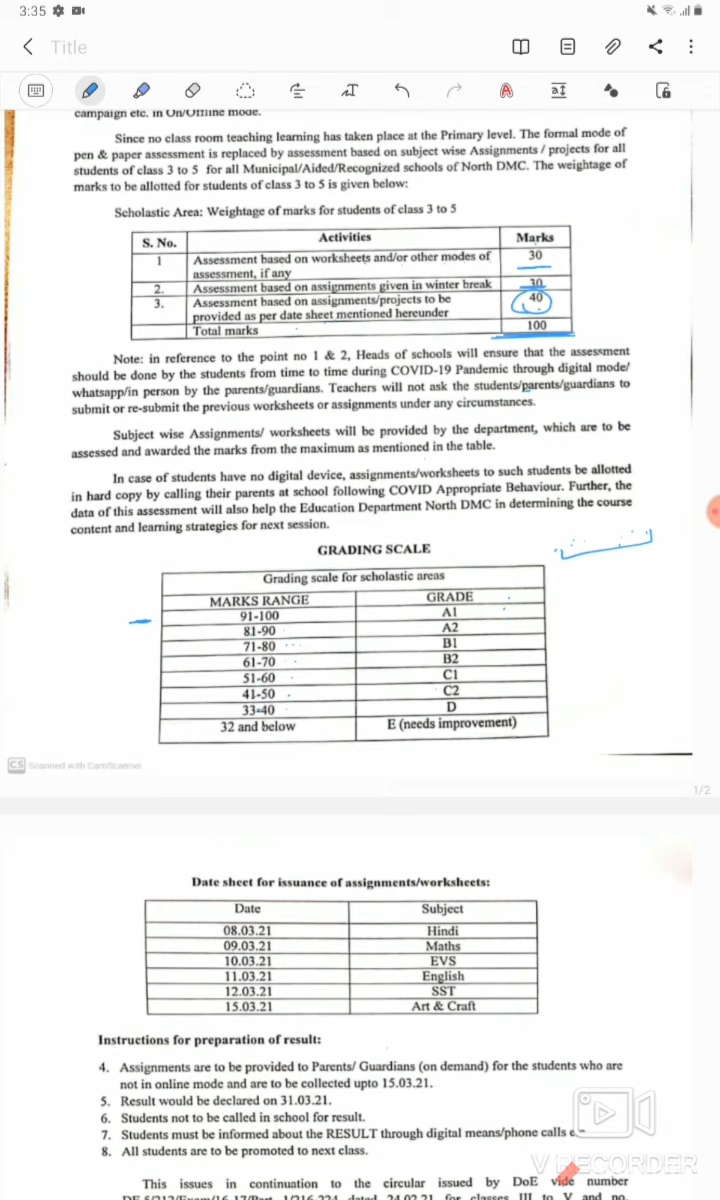 3:35
Title
campaign etc. in On/Offline mode.
Since no class room teaching learning has taken place at the Primary level. The formal mode of
pen & paper assessment is replaced by assessment based on subject wise Assignments / projects for all
students of class 3 to 5 for all Municipal/Aided/Recognized schools of North DMC. The weightage of
marks to be allotted for students of class 3 to 5 is given below:
Scholastic Area: Weightage of marks for students of class 3 to 5
S. No. Activities Marks
1 Assessment based on worksheets and/or other modes of 30
assessment, if any
2. Assessment based on assignments given in winter break 30
3. Assessment based on assignments/projects to be 40
provided as per date sheet mentioned hereunder
Total marks 100
Note: in reference to the point no 1 & 2, Heads of schools will ensure that the assessment
should be done by the students from time to time during COVID-19 Pandemic through digital mode/
whatsapp/in person by the parents/guardians. Teachers will not ask the students/parents/guardians to
submit or re-submit the previous worksheets or assignments under any circumstances.
Subject wise Assignments/ worksheets will be provided by the department, which are to be
assessed and awarded the marks from the maximum as mentioned in the table.
In case of students have no digital device, assignments/worksheets to such students be allotted
in hard copy by calling their parents at school following COVID Appropriate Behaviour. Further, the
data of this assessment will also help the Education Department North DMC in determining the course
content and learning strategies for next session.
GRADING SCALE
Grading scale for scholastic areas
MARKS RANGE GRADE
91-100 A1
81-90 A2
71-80 B1
61-70 B2
51-60 C1
41-50 C2
33-40 D
32 and below E (needs improvement)
CS Scanned with CamScanner
1/2
Date sheet for issuance of assignments/worksheets:
Date Subject
08.03.21 Hindi
09.03.21 Maths
10.03.21 EVS
11.03.21 English
12.03.21 SST
15.03.21 Art & Craft
Instructions for preparation of result:
4. Assignments are to be provided to Parents/ Guardians (on demand) for the students who are
not in online mode and are to be collected upto 15.03.21.
5. Result would be declared on 31.03.21.
6. Students not to be called in school for result.
7. Students must be informed about the RESULT through digital means/phone calls
8. All students are to be promoted to next class.
V RECORDER
This issues in continuation to the circular issued by DoE vide number
dated 24.02.21 for classes III to V and no.